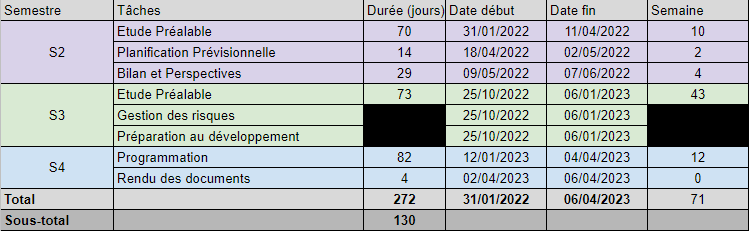 Semestre Tâches Durée (jours) Date début Date fin Semaine
S2 Etude Préalable 70 31/01/2022 11/04/2022 10
Planification Prévisionnelle 14 18/04/2022 02/05/2022 2
Bilan et Perspectives 29 09/05/2022 07/06/2022 4
S3 Etude Préalable 73 25/10/2022 06/01/2023 43
Gestion des risques 25/10/2022 06/01/2023
Préparation au développement 25/10/2022 06/01/2023
S4 Programmation 82 12/01/2023 04/04/2023 12
Rendu des documents 4 02/04/2023 06/04/2023 0
Total 272 31/01/2022 06/04/2023 71
Sous-total 130